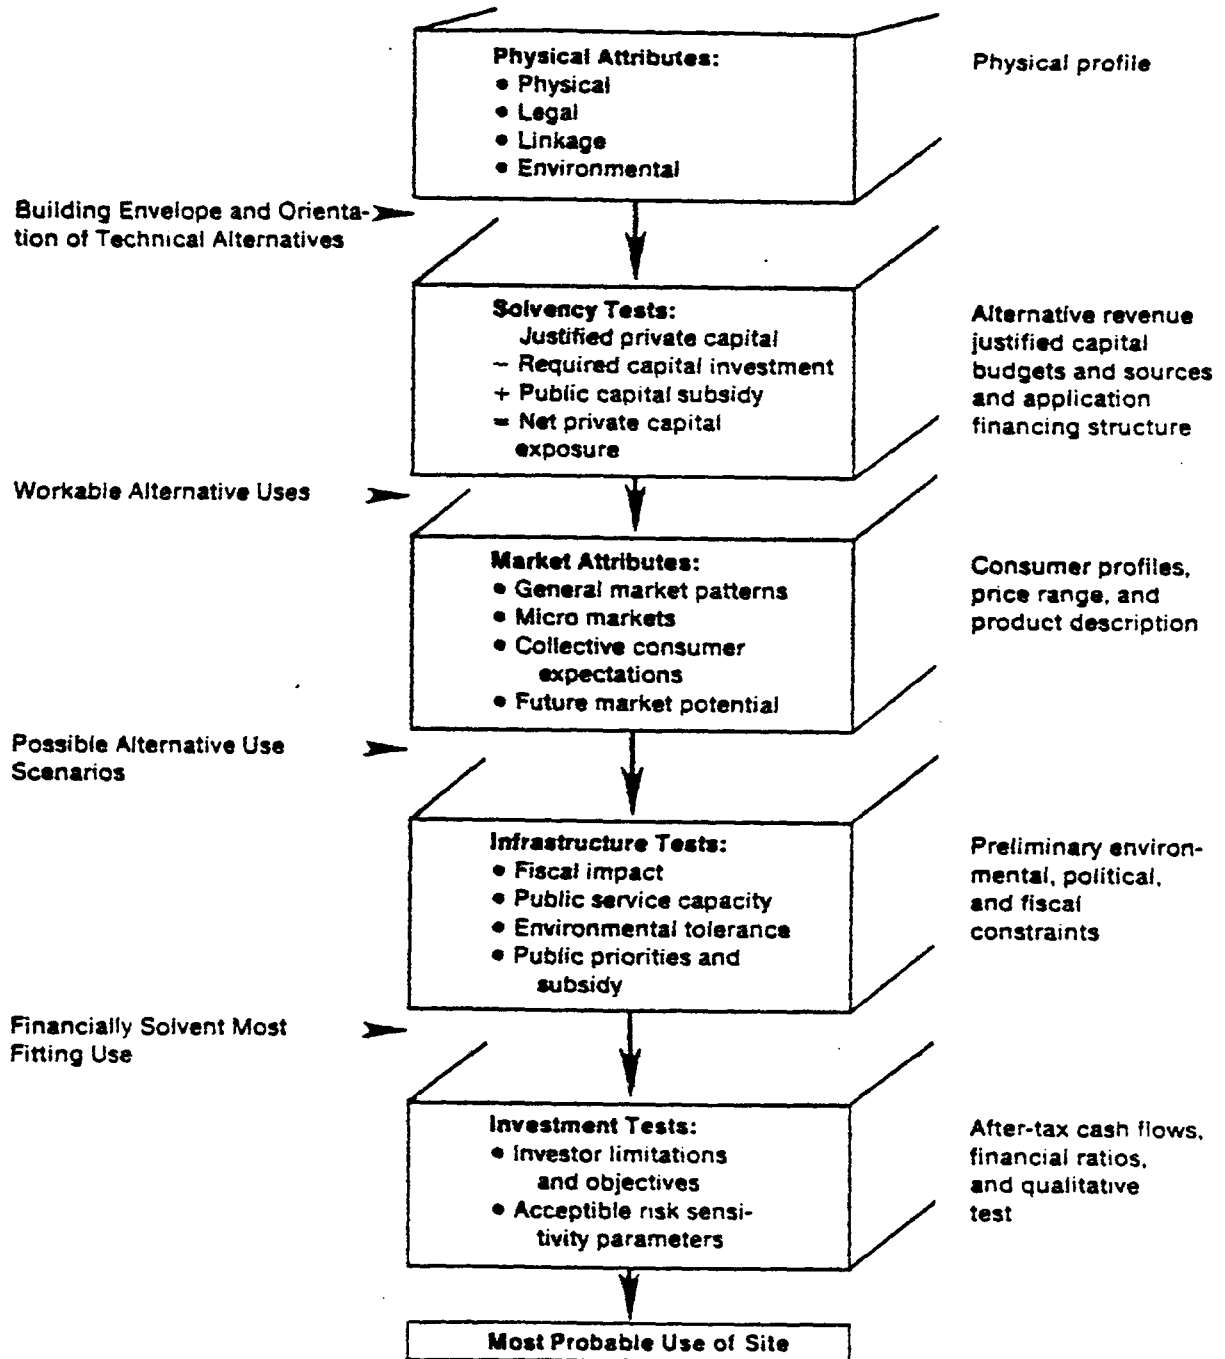 Physical Attributes:
• Physical
• Legal
• Linkage
• Environmental
Physical profile
Building Envelope and Orienta-
tion of Technical Alternatives
Solvency Tests:
Justified private capital
− Required capital investment
+ Public capital subsidy
= Net private capital
exposure
Alternative revenue
justified capital
budgets and sources
and application
financing structure
Workable Alternative Uses
Market Attributes:
• General market patterns
• Micro markets
• Collective consumer
expectations
• Future market potential
Consumer profiles,
price range, and
product description
Possible Alternative Use
Scenarios
Infrastructure Tests:
• Fiscal impact
• Public service capacity
• Environmental tolerance
• Public priorities and
subsidy
Preliminary environ-
mental, political,
and fiscal
constraints
Financially Solvent Most
Fitting Use
Investment Tests:
• Investor limitations
and objectives
• Acceptible risk sensi-
tivity parameters
After-tax cash flows,
financial ratios,
and qualitative
test
Most Probable Use of Site